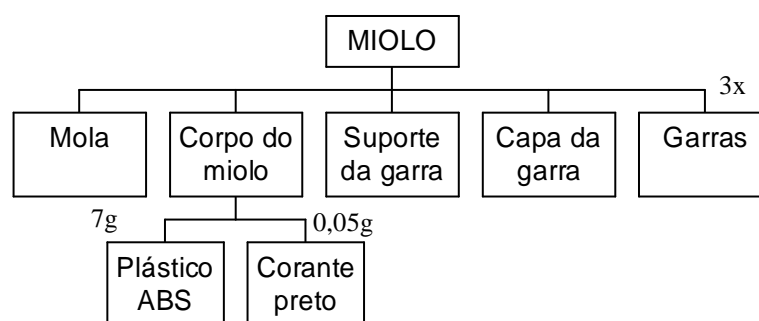 MIOLO
3x
Mola
Corpo do
miolo
Suporte
da garra
Capa da
garra
Garras
7g
0,05g
Plástico
ABS
Corante
preto